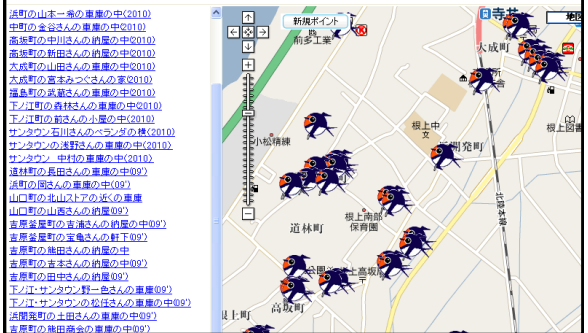 浜町の山本一希の車庫の中(2010)
中町の金谷さんの車庫の中(2010)
高坂町の中川さんの納屋の中(2010)
高坂町の新田さんの納屋の中(2010)
大成町の山田さんの車庫の中(2010)
大成町の宮本みつぐさんの家(2010)
福島町の武蔵さんの車庫の中(2010)
下ノ江町の森林さんの車庫の中(2010)
下ノ江町の前さんの小屋の中(2010)
サンタウン石川さんのベランダの横(2010)
サンタウンの浅野さんの車庫の中(2010)
サンタウン 中村の車庫の中(2010)
道林町の長田さんの車庫の中(09')
浜町の岡さんの車庫の中(09')
山口町の北山ストアの近くの車庫
山口町の山西さんの納屋(09')
吉原釜屋町の吉浦さんの納屋の中(09')
吉原釜屋町の宝亀さんの軒下(09')
吉原町の熊田さんの納屋の中
吉原町の吉本さんの納屋の中(09')
吉原町の田中さんの納屋(09')
下ノ江・サンタウン野一色さんの車庫の中(09')
下ノ江・サンタウンの松任さんの車庫の中(09')
浜開発町の土田さんの車庫の中(09')
吉原町の熊田商会の車庫の中(09')
新規ポイント
前多工業
寺井
地図
大成町
根上中
文
開発町
根上図書
小松精練
北陸本線
道林町
根上南部
保育園
公園
上高坂
高坂町
根上町